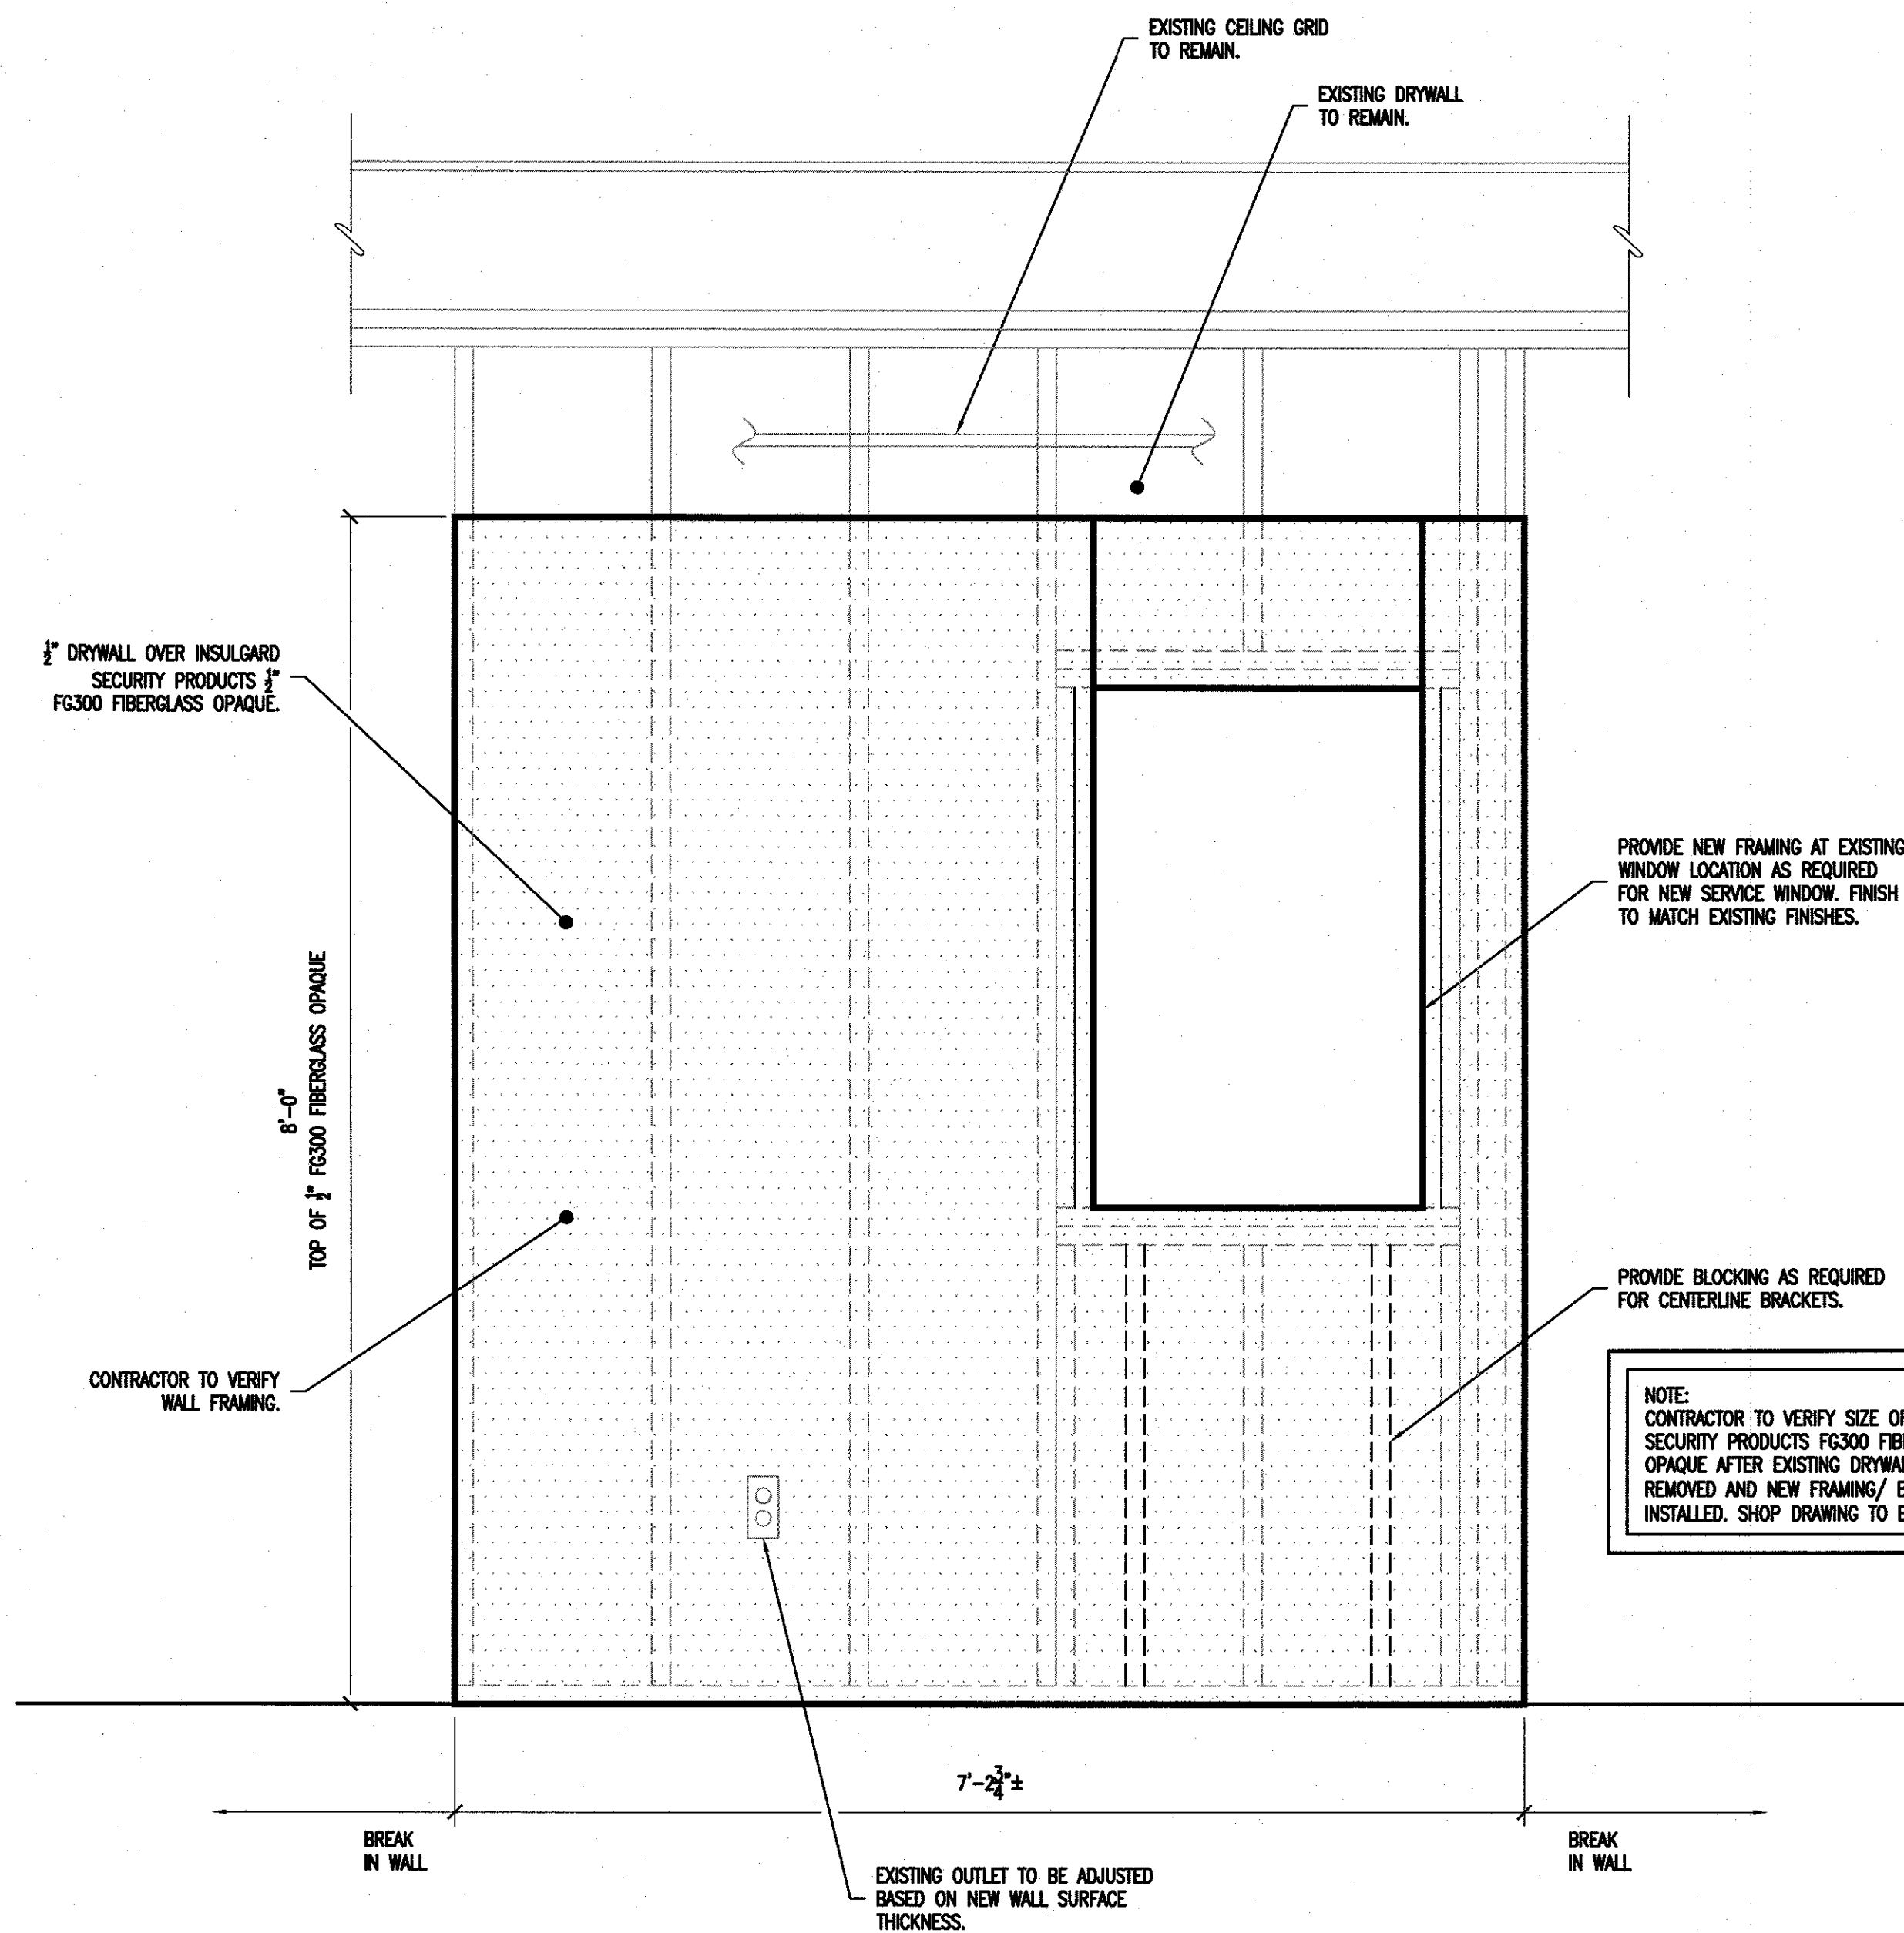 EXISTING CEILING GRID
TO REMAIN.
EXISTING DRYWALL
TO REMAIN.
½" DRYWALL OVER INSULGARD
SECURITY PRODUCTS ½"
FG300 FIBERGLASS OPAQUE.
8'-0"
TOP OF ½" FG300 FIBERGLASS OPAQUE
PROVIDE NEW FRAMING AT EXISTING
WINDOW LOCATION AS REQUIRED
FOR NEW SERVICE WINDOW. FINISH
TO MATCH EXISTING FINISHES.
PROVIDE BLOCKING AS REQUIRED
FOR CENTERLINE BRACKETS.
CONTRACTOR TO VERIFY
WALL FRAMING.
NOTE:
CONTRACTOR TO VERIFY SIZE
SECURITY PRODUCTS FG300
OPAQUE AFTER EXISTING
REMOVED AND NEW FRAMING/
INSTALLED. SHOP DRAWING TO
7'-2¾"±
BREAK
IN WALL
BREAK
IN WALL
EXISTING OUTLET TO BE ADJUSTED
BASED ON NEW WALL SURFACE
THICKNESS.